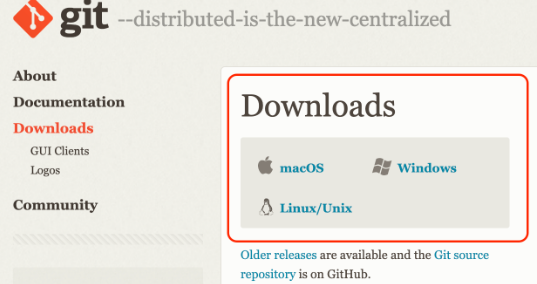 git --distributed-is-the-new-centralized
About
Documentation
Downloads
GUI Clients
Logos
Community
Downloads
macOS Windows
Linux/Unix
Older releases are available and the Git source
repository is on GitHub.